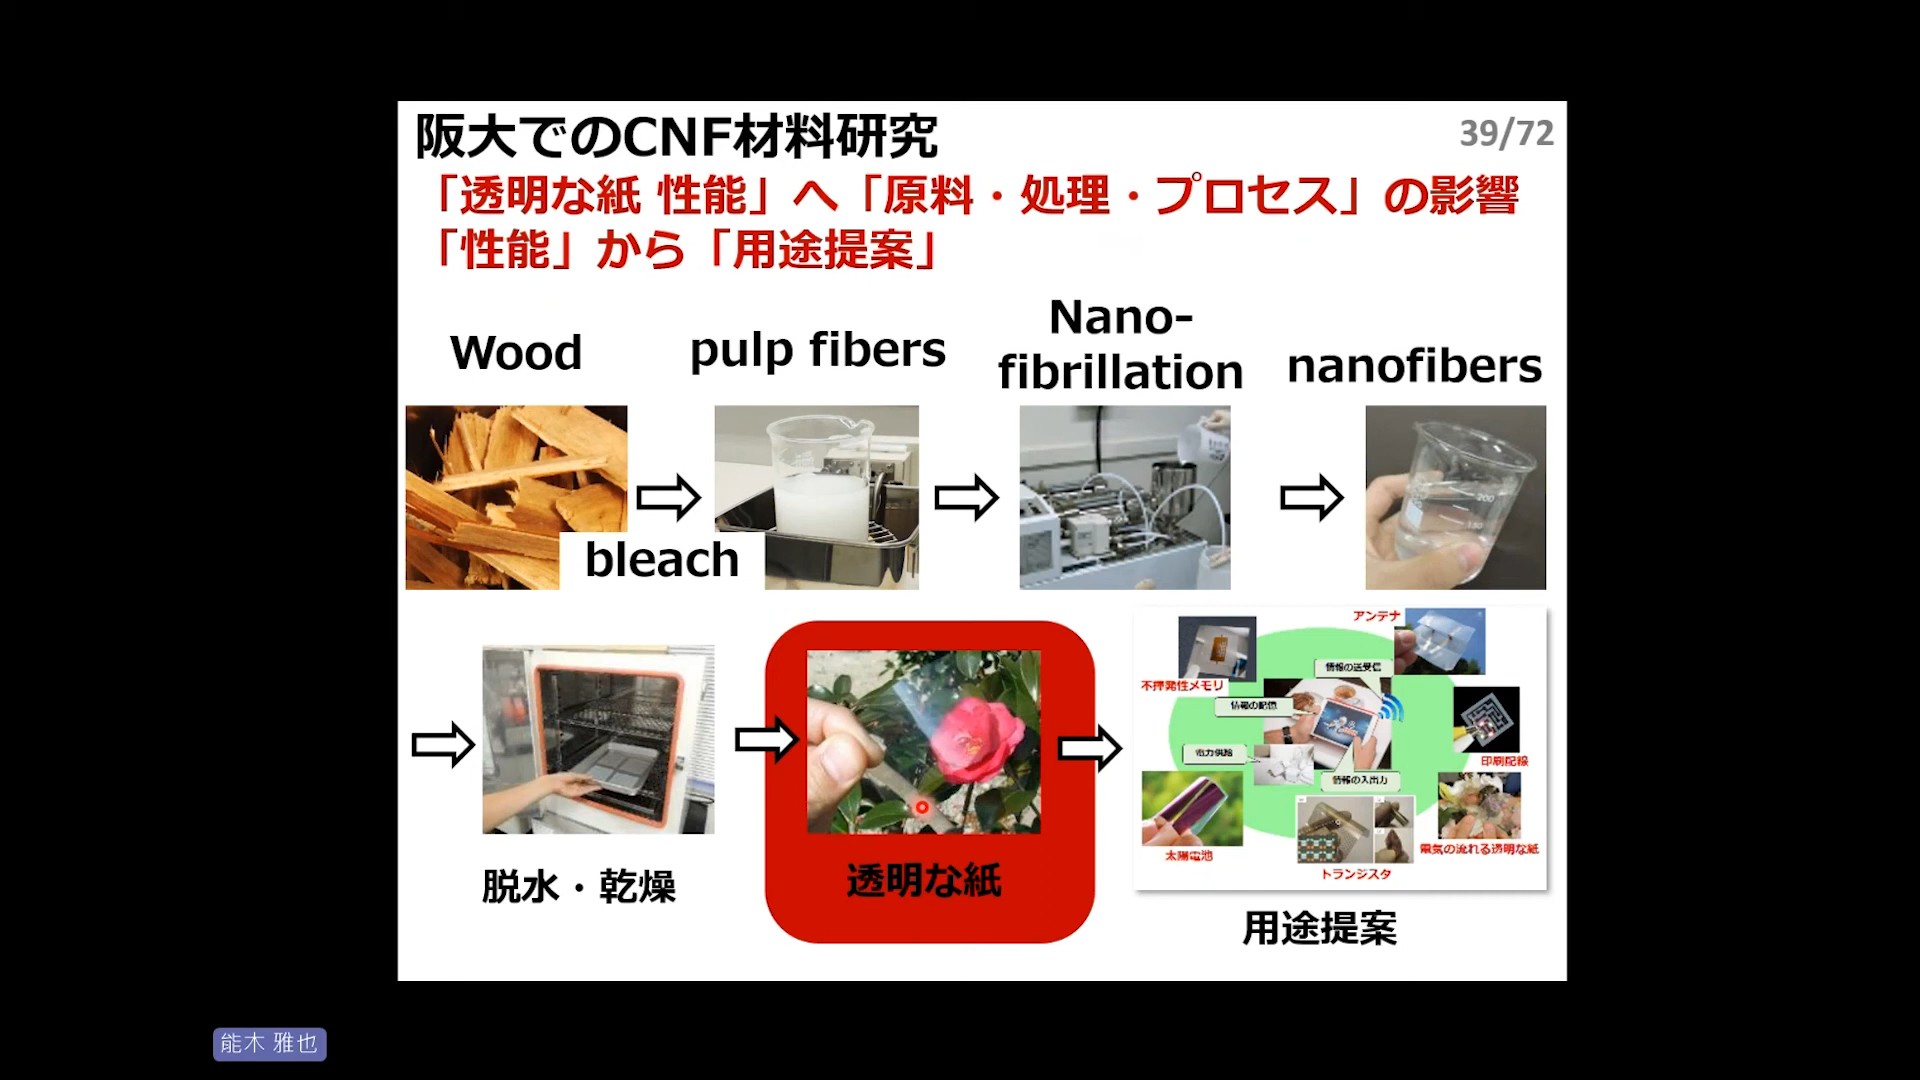 阪大でのCNF材料研究
39/72
「透明な紙 性能」へ「原料・処理・プロセス」の影響
「性能」から「用途提案」
Wood
pulp fibers
Nano-
fibrillation
nanofibers
bleach
200
脱水・乾燥
透明な紙
アンテナ
情報の送受信
不揮発性メモリ
情報の記憶
電力供給
情報の入出力
印刷配線
太陽電池
電気の流れる透明な紙
トランジスタ
用途提案
能木 雅也